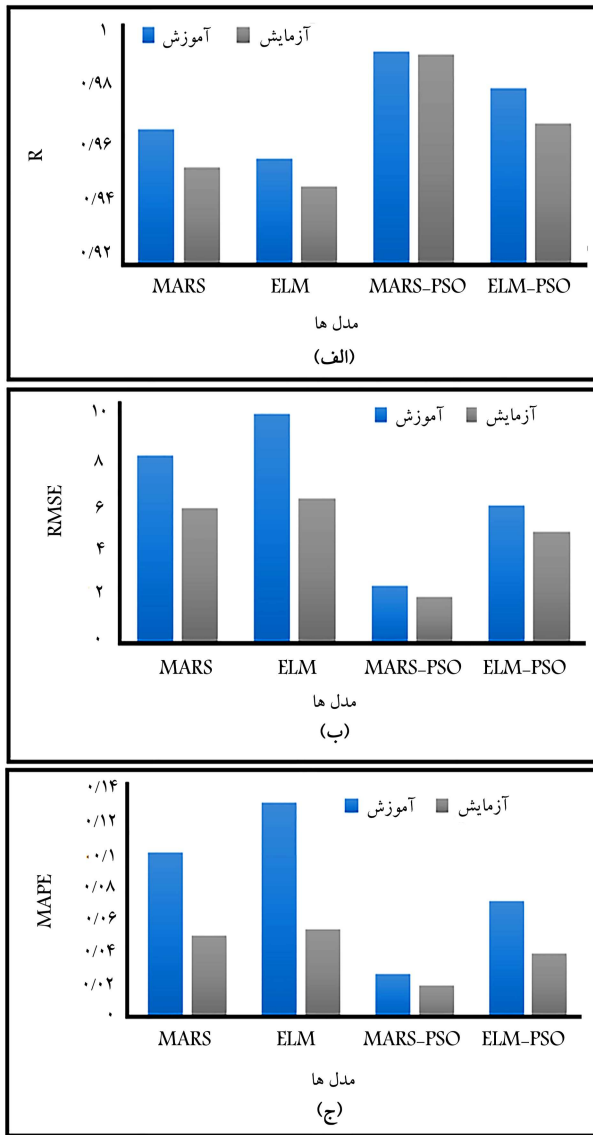 ۱
آموزش آزمایش
۰/۹۸
۰/۹۶
R
۰/۹۴
۰/۹۲
MARS ELM MARS-PSO ELM-PSO
مدل ها
(الف)
۱۰
آموزش آزمایش
۸
۶
RMSE
۴
۲
۰
MARS ELM MARS-PSO ELM-PSO
مدل ها
(ب)
۰/۱۴
آموزش آزمایش
۰/۱۲
۰۰/۱
۰/۰۸
MAPE
۰/۰۶
۰/۰۴
۰/۰۲
۰
MARS ELM MARS-PSO ELM-PSO
مدل ها
(ج)